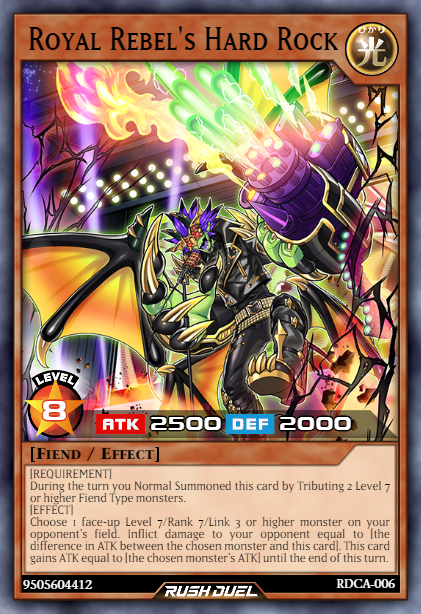 Royal Rebel's Hard Rock
ひかり
光
LEVEL
8
ATK 2500 DEF 2000
[Fiend / Effect]
[REQUIREMENT]
During the turn you Normal Summoned this card by Tributing 2 Level 7
or higher Fiend Type monsters.
[EFFECT]
Choose 1 face-up Level 7/Rank 7/Link 3 or higher monster on your
opponent's field. Inflict damage to your opponent equal to [the
difference in ATK between the chosen monster and this card]. This card
gains ATK equal to [the chosen monster's ATK] until the end of this turn.
9505604412
RUSH DUEL
RDCA-006